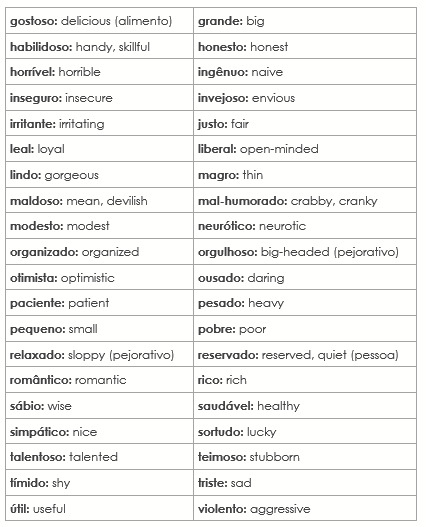 gostoso: delicious (alimento) grande: big
habilidoso: handy, skillful honesto: honest
horrível: horrible ingênuo: naive
inseguro: insecure invejoso: envious
irritante: irritating justo: fair
leal: loyal liberal: open-minded
lindo: gorgeous magro: thin
maldoso: mean, devilish mal-humorado: crabby, cranky
modesto: modest neurótico: neurotic
organizado: organized orgulhoso: big-headed (pejorativo)
otimista: optimistic ousado: daring
paciente: patient pesado: heavy
pequeno: small pobre: poor
relaxado: sloppy (pejorativo) reservado: reserved, quiet (pessoa)
romântico: romantic rico: rich
sábio: wise saudável: healthy
simpático: nice sortudo: lucky
talentoso: talented teimoso: stubborn
tímido: shy triste: sad
útil: useful violento: aggressive